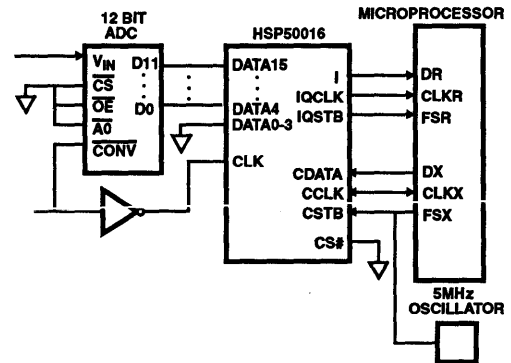 12 BIT
ADC
HSP50016
MICROPROCESSOR
VIN
D11
CS
OE
D0
A0
CONV
DATA15
DATA4
DATA0-3
CLK
I
IQCLK
IQSTB
CDATA
CCLK
CSTB
CS#
DR
CLKR
FSR
DX
CLKX
FSX
5MHz
OSCILLATOR